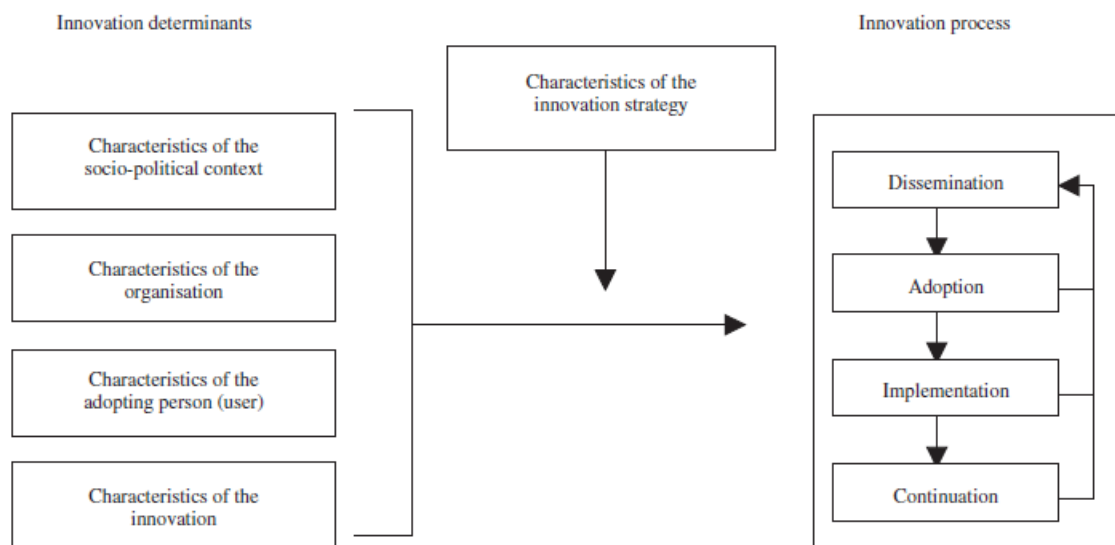 Innovation determinants
Innovation process
Characteristics of the
innovation strategy
Characteristics of the
socio-political context
Characteristics of the
organisation
Characteristics of the
adopting person (user)
Characteristics of the
innovation
Dissemination
Adoption
Implementation
Continuation